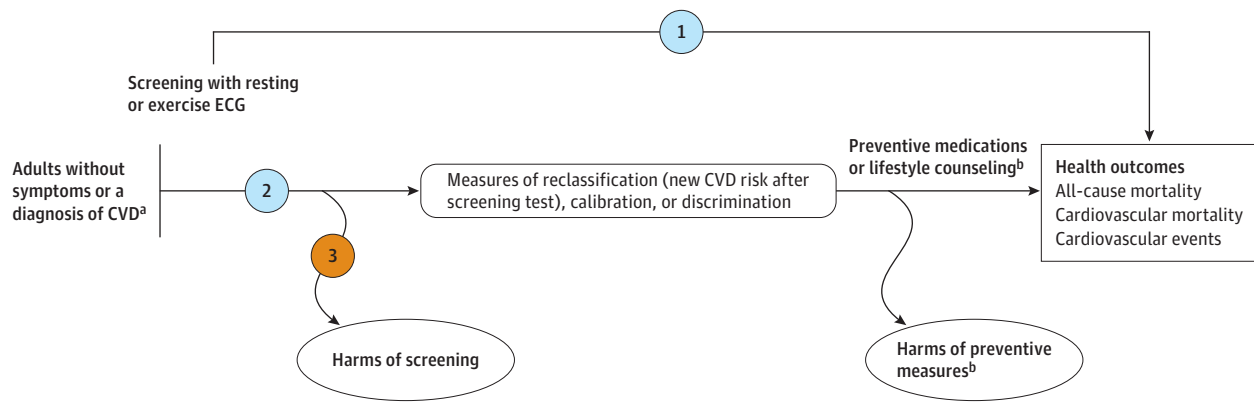 1
Screening with resting
or exercise ECG
Adults without
symptoms or a
diagnosis of CVDa
2
3
Measures of reclassification (new CVD risk after
screening test), calibration, or discrimination
Preventive medications
or lifestyle counselingb
Health outcomes
All-cause mortality
Cardiovascular mortality
Cardiovascular events
Harms of screening
Harms of preventive
measuresb